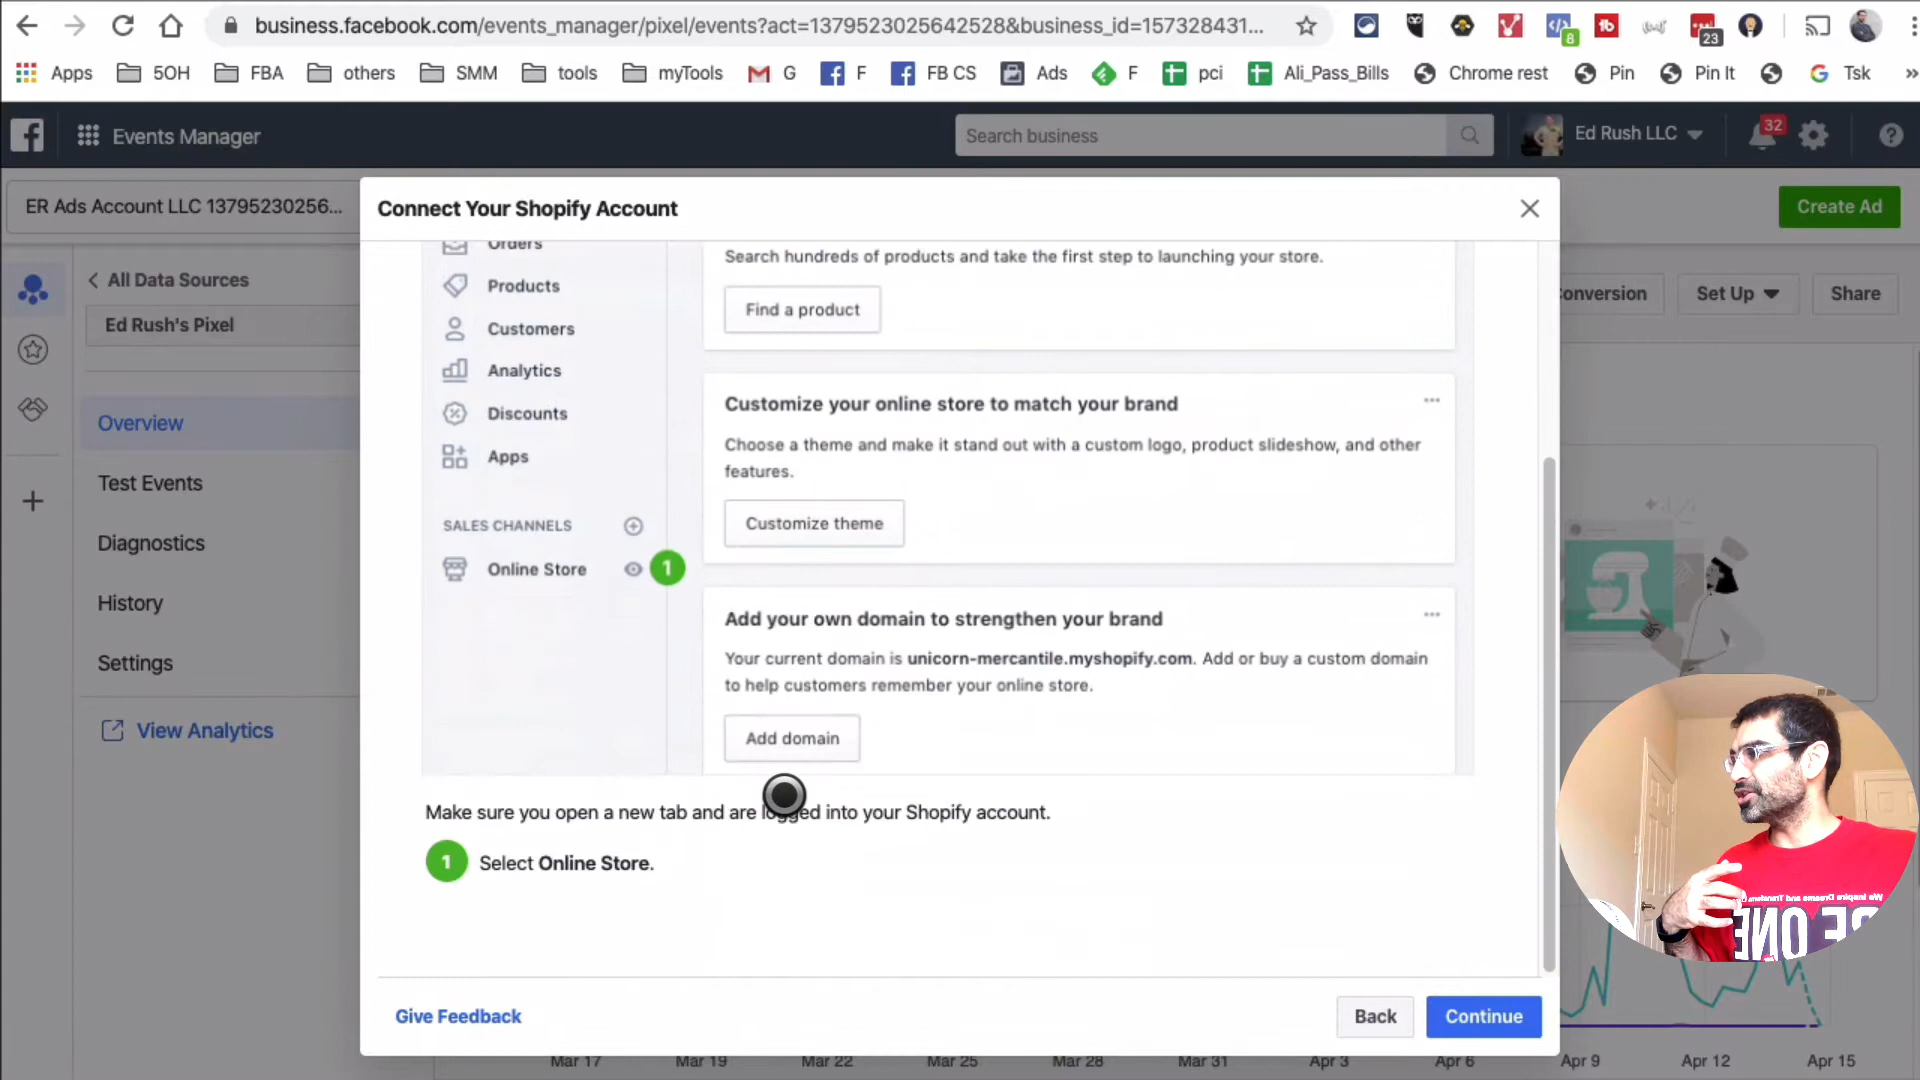 business.facebook.com/events_manager/pixel/events?act=1379523025642528&business_id=157328431...
8
23
Apps
5OH
FBA
others
SMM
tools
myTools
G
F
FB CS
Ads
F
pci
Ali_Pass_Bills
Chrome rest
Pin
Pin It
Tsk
»
Events Manager
Search business
Ed Rush LLC
32
ER Ads Account LLC 13795230256...
Connect Your Shopify Account
Create Ad
All Data Sources
Ed Rush's Pixel
onversion
Set Up
Share
Overview
Test Events
Diagnostics
History
Settings
View Analytics
Orders
Products
Customers
Analytics
Discounts
Apps
SALES CHANNELS
Online Store
1
Search hundreds of products and take the first step to launching your store.
Find a product
Customize your online store to match your brand
Choose a theme and make it stand out with a custom logo, product slideshow, and other
features.
Customize theme
Add your own domain to strengthen your brand
Your current domain is unicorn-mercantile.myshopify.com. Add or buy a custom domain
to help customers remember your online store.
Add domain
Make sure you open a new tab and are logged into your Shopify account.
1 Select Online Store.
Give Feedback
Back
Continue
We Inspire Dreams and
BE ONE
Mar 17
Mar 19
Mar 22
Mar 25
Mar 28
Mar 31
Apr 3
Apr 6
Apr 9
Apr 12
Apr 15